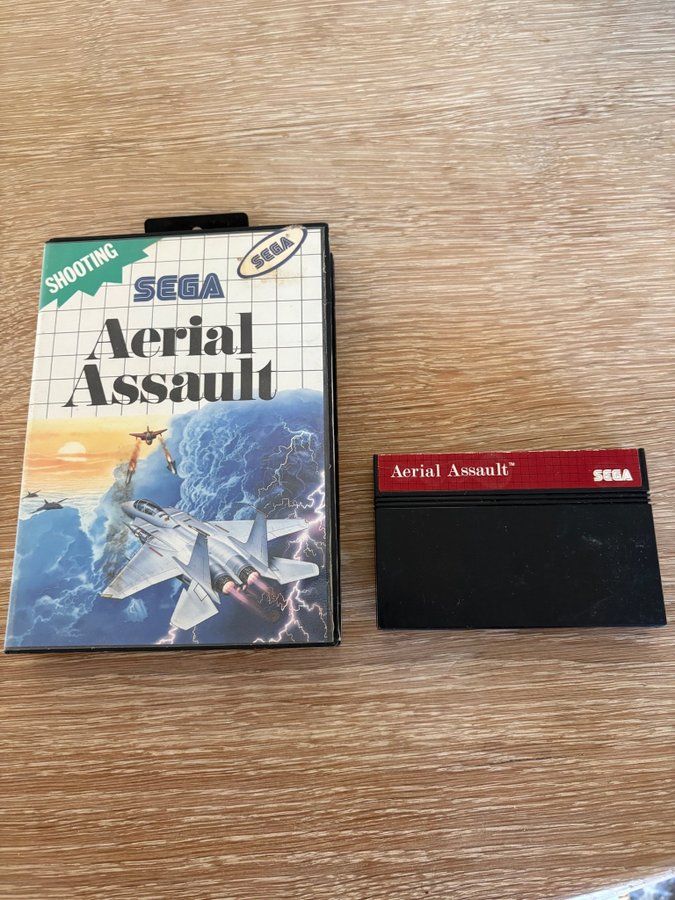 SHOOTING
SEGA
SEGA
Aerial
Assault
Aerial Assault™
SEGA